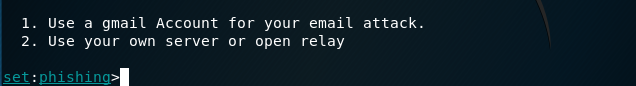 1. Use a gmail Account for your email attack.
2. Use your own server or open relay
set:phishing>